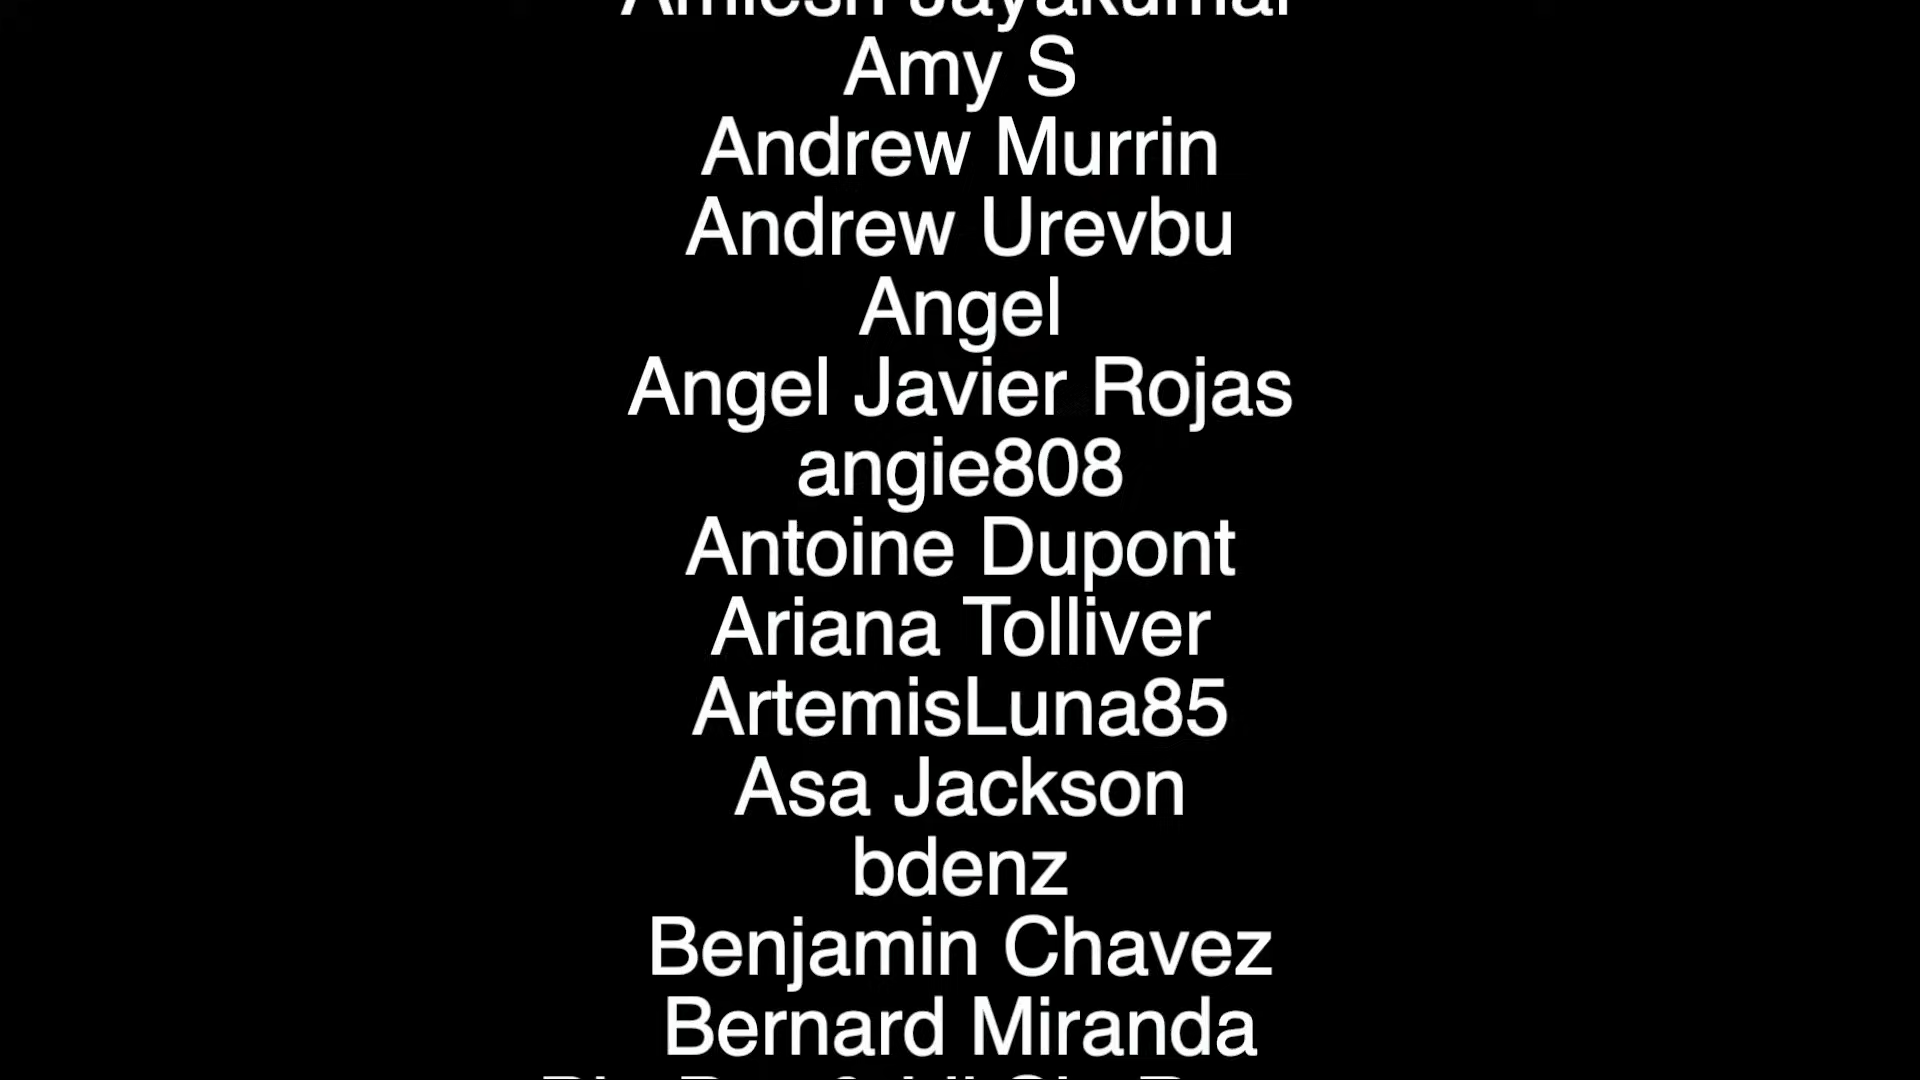 Jayakumar
Amy S
Andrew Murrin
Andrew Urevbu
Angel
Angel Javier Rojas
angie808
Antoine Dupont
Ariana Tolliver
ArtemisLuna85
Asa Jackson
bdenz
Benjamin Chavez
Bernard Miranda